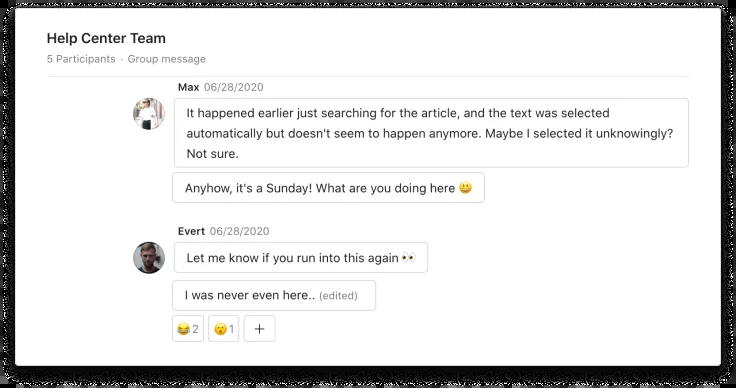 Help Center Team
5 Participants · Group message
Max 06/28/2020
It happened earlier just searching for the article, and the text was selected
automatically but doesn't seem to happen anymore. Maybe I selected it unknowingly?
Not sure.
Anyhow, it's a Sunday! What are you doing here 😃
Evert 06/28/2020
Let me know if you run into this again 👀
I was never even here.. (edited)
😂 2 😮 1 +